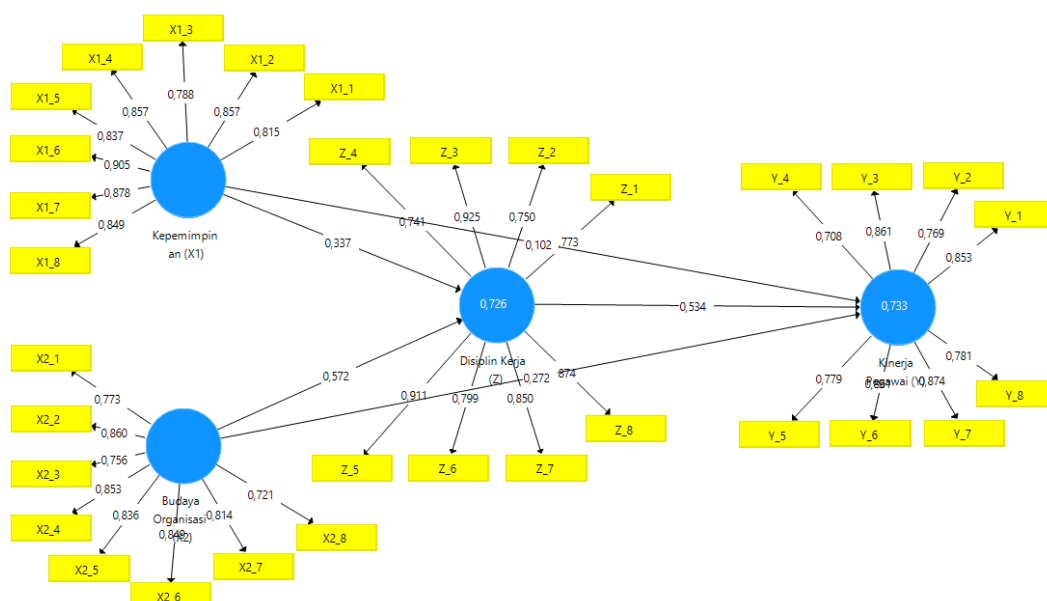 X1_3
X1_4
X1_2
X1_1
X1_5
X1_6
X1_7
X1_8
0,788
0,857
0,857
0,815
0,837
0,905
0,878
0,849
Kepemimpin
an (X1)
Z_4
Z_3
Z_2
Z_1
0,741
0,925
0,750
773
0,102
0,337
0,726
0,534
Disiplin Kerja
(Z)
0,572
0,272
874
0,911
0,799
0,850
Z_5
Z_6
Z_7
Z_8
Y_4
Y_3
Y_2
Y_1
0,708
0,861
0,769
0,853
0,733
Kinerja
Pegawai (Y)
0,779
0,874
0,781
Y_5
Y_6
Y_7
Y_8
X2_1
X2_2
X2_3
X2_4
X2_5
X2_6
X2_7
X2_8
0,773
0,860
0,756
0,853
0,836
0,814
0,721
Budaya
Organisasi
(X2)